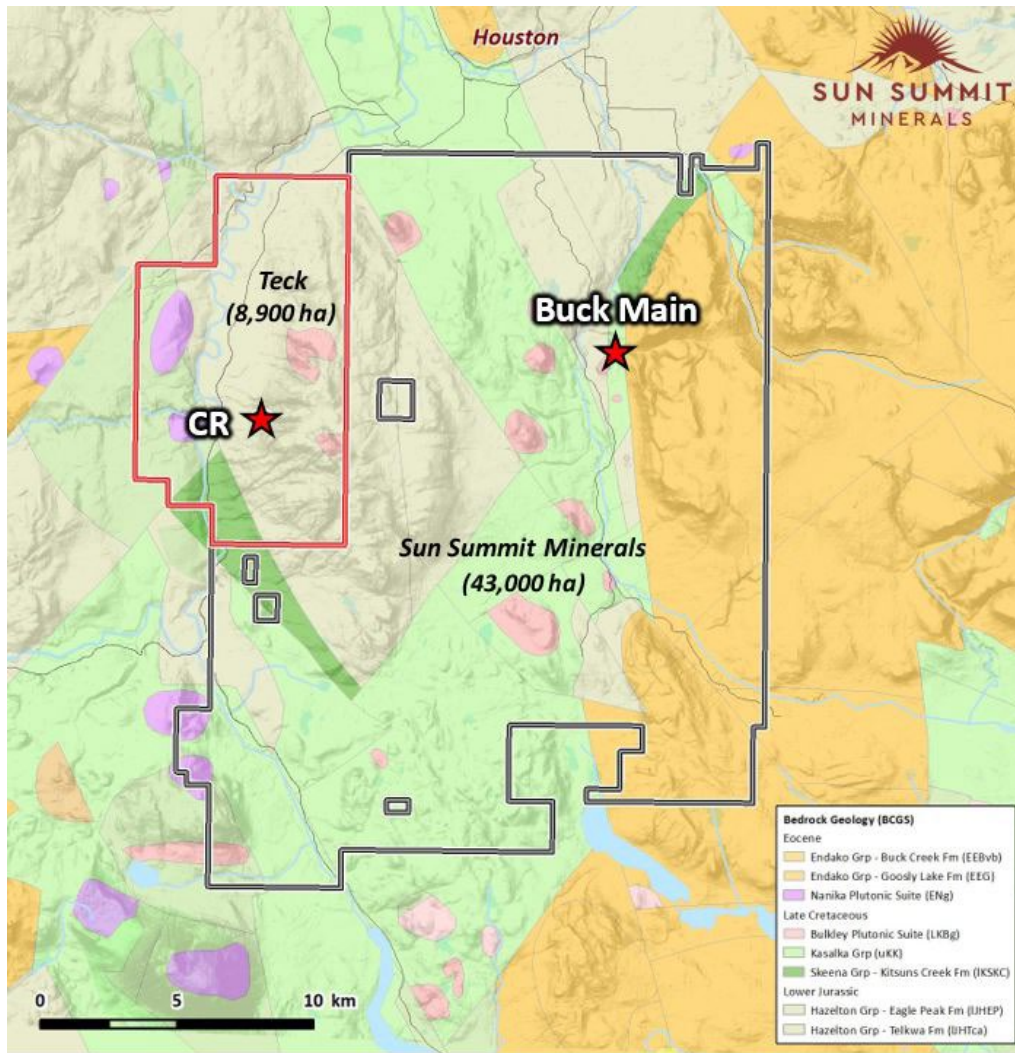 Houston
SUN SUMMIT
MINERALS
Teck
(8,900 ha)
Buck Main
CR
Sun Summit Minerals
(43,000 ha)
Bedrock Geology (BCGS)
Eocene
Endako Grp - Buck Creek Fm (EEBvb)
Endako Grp - Goosly Lake Fm (EEG)
Nanika Plutonic Suite (ENg)
Late Cretaceous
Bulkley Plutonic Suite (LKBg)
Kasalka Grp (uKK)
Skeena Grp - Kitsuns Creek Fm (lKSKC)
Lower Jurassic
Hazelton Grp - Eagle Peak Fm (lJHEP)
Hazelton Grp - Telkwa Fm (lJHTca)
0 5 10 km